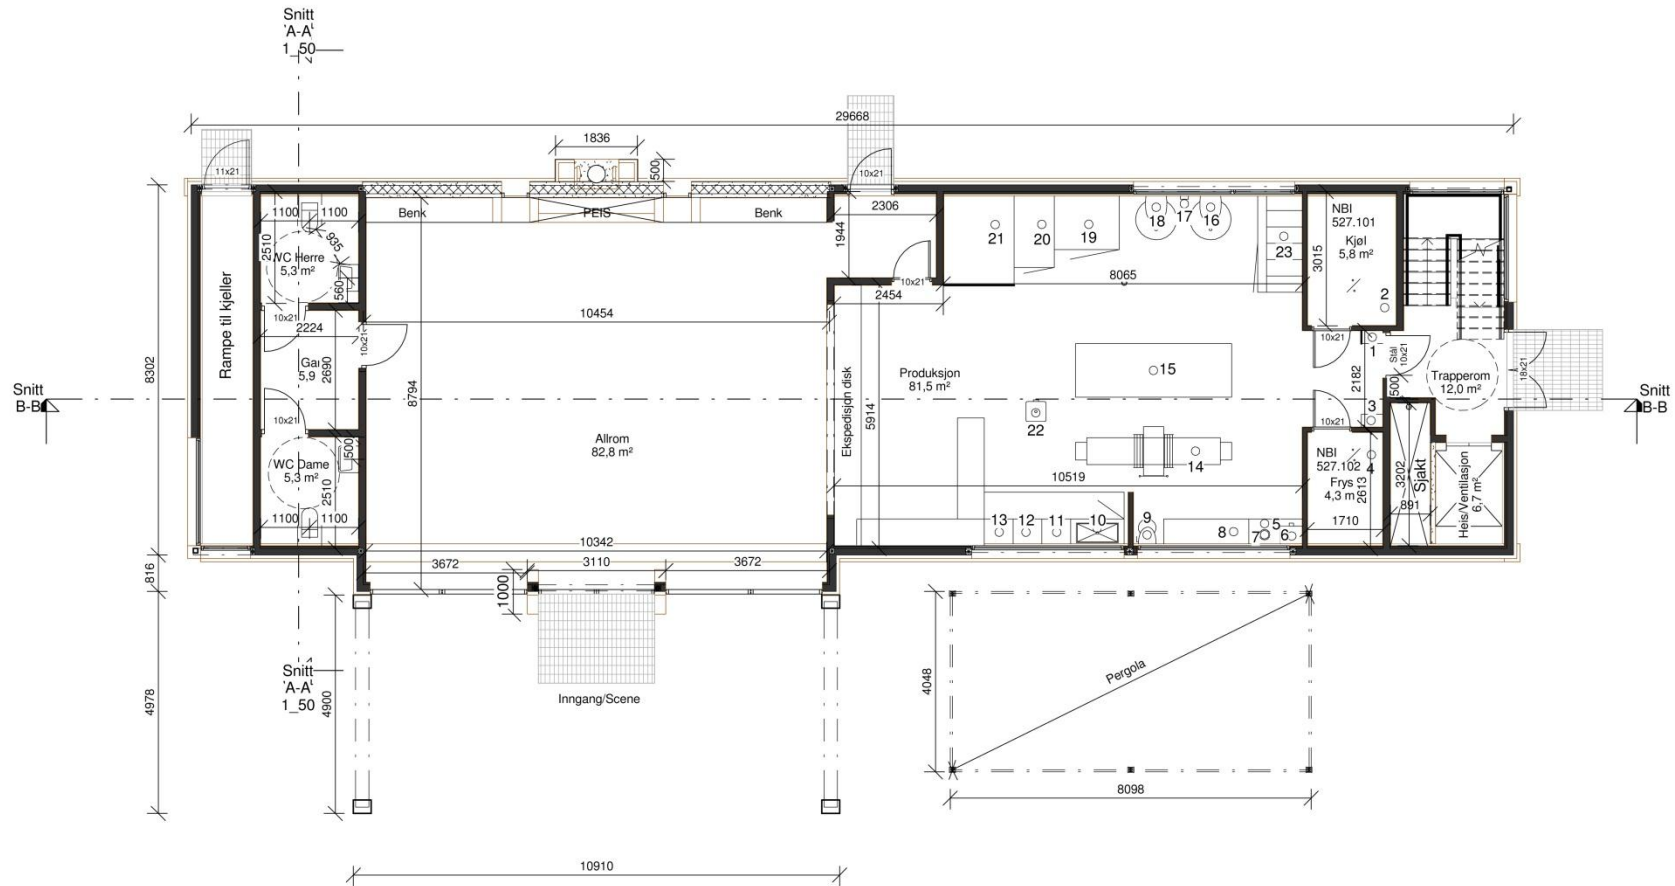 Snitt
'A-A'
1_50
29668
1836
500
11x21
10x21
1100
1100
Benk
PEIS
Benk
2306
1944
21
20
19
18
17
16
23
NBI
527.101
Kjøl
5,8 m²
3015
2
935
2510
WC Herre
5,3 m²
560
8065
10x21
2454
10454
10x21
2224
10x21
Rampe til kjeller
8302
8794
2690
5,9
Ekspedisjon disk
5914
Produksjon
81,5 m²
15
22
10x21
1
Stål
10x21
2182
500
3
Trapperom
12,0 m²
18x21
Snitt
B-B
Snitt
B-B
10x21
10x21
Allrom
82,8 m²
14
10519
NBI
527.102
Frys
4,3 m
2613
4
1710
3202
891
Sjakt
Heis/Ventilasjon
6,7 m²
500
WC Dame
5,3 m²
2510
1100
1100
13
12
11
10
9
8
7
5
6
10342
3672
3110
3672
816
1000
4978
4900
Snitt
'A-A'
1_50
Inngang/Scene
4048
Pergola
8098
10910